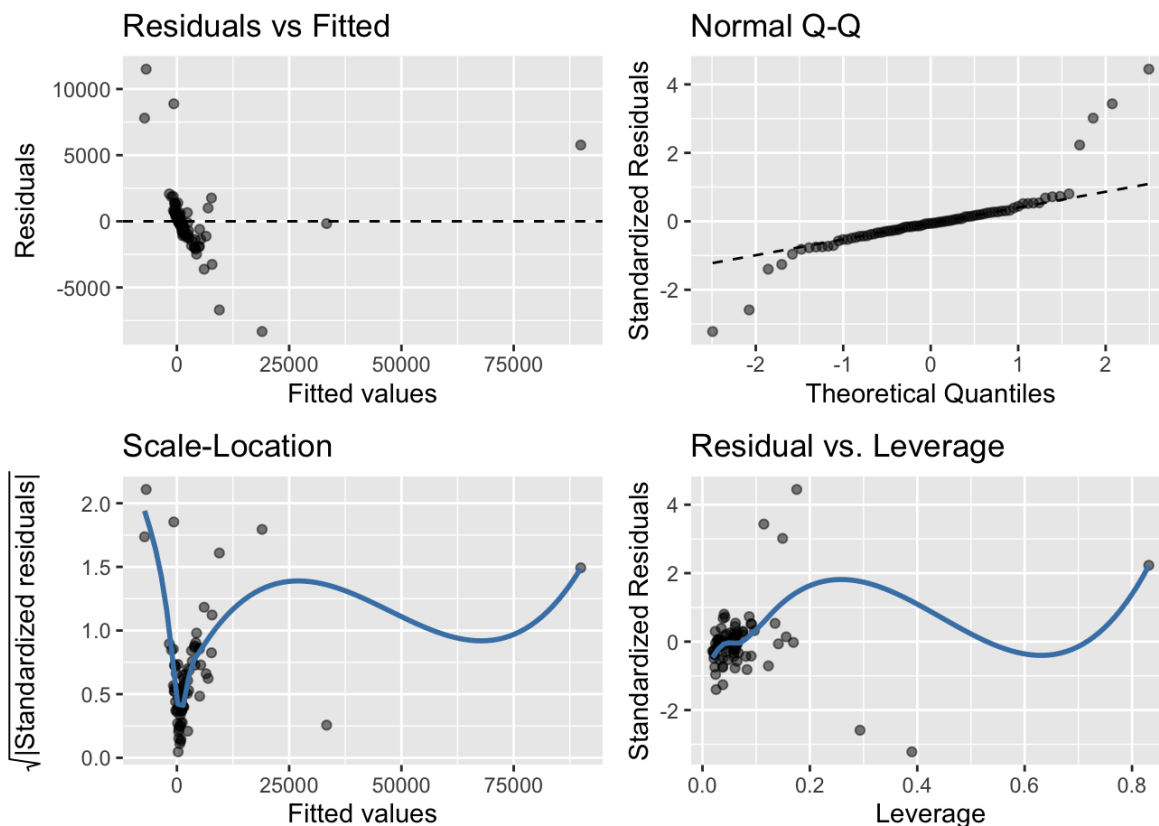 Residuals vs Fitted
10000
5000
0
-5000
Residuals
0 25000 50000 75000
Fitted values
Normal Q-Q
4
2
0
-2
Standardized Residuals
-2 -1 0 1 2
Theoretical Quantiles
Scale-Location
2.0
1.5
1.0
0.5
0.0
√|Standardized residuals|
0 25000 50000 75000
Fitted values
Residual vs. Leverage
4
2
0
-2
Standardized Residuals
0.0 0.2 0.4 0.6 0.8
Leverage